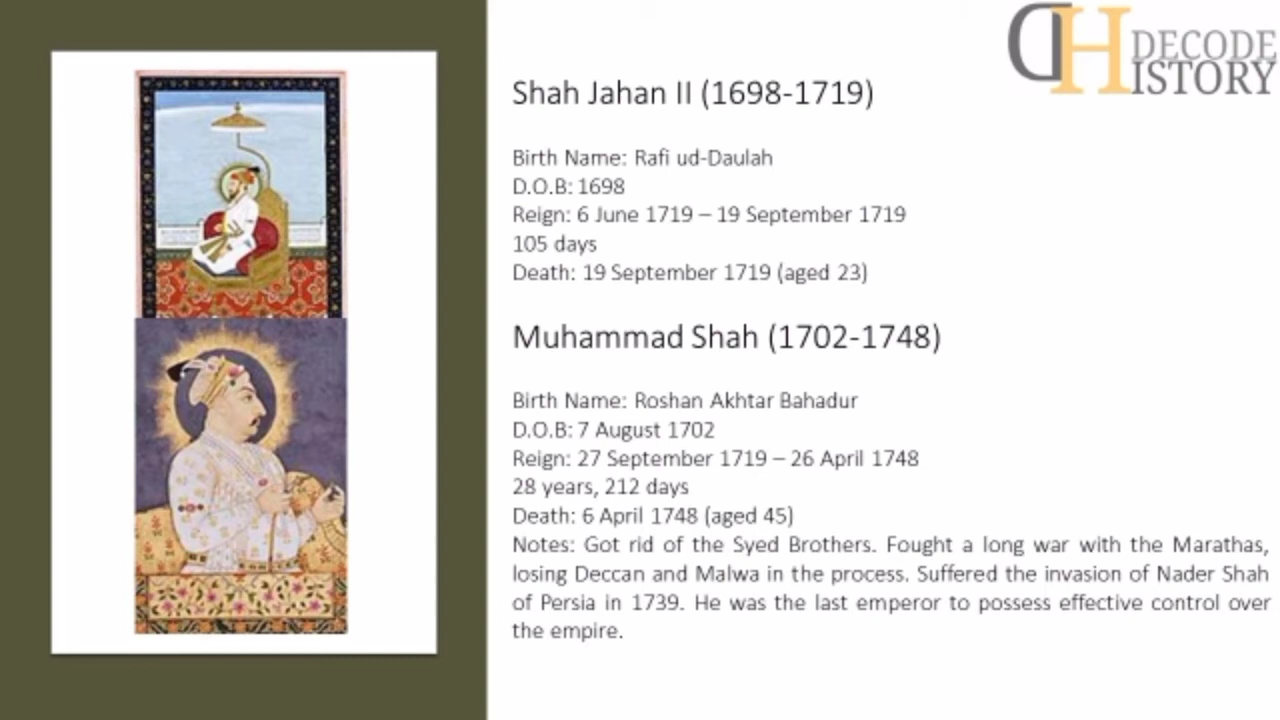 DH DECODE
HISTORY
Shah Jahan II (1698-1719)
Birth Name: Rafi ud-Daulah
D.O.B: 1698
Reign: 6 June 1719 – 19 September 1719
105 days
Death: 19 September 1719 (aged 23)
Muhammad Shah (1702-1748)
Birth Name: Roshan Akhtar Bahadur
D.O.B: 7 August 1702
Reign: 27 September 1719 – 26 April 1748
28 years, 212 days
Death: 6 April 1748 (aged 45)
Notes: Got rid of the Syed Brothers. Fought a long war with the Marathas,
losing Deccan and Malwa in the process. Suffered the invasion of Nader Shah
of Persia in 1739. He was the last emperor to possess effective control over
the empire.